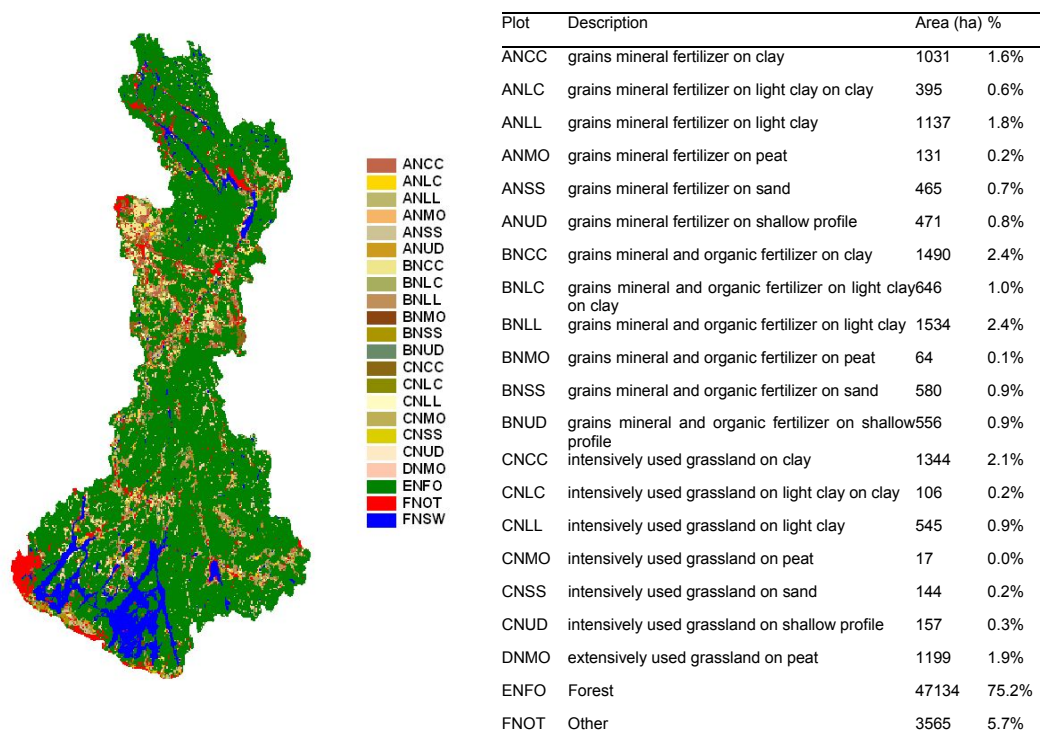 ANCC
ANLC
ANLL
ANMO
ANSS
ANUD
BNCC
BNLC
BNLL
BNMO
BNSS
BNUD
CNCC
CNLC
CNLL
CNMO
CNSS
CNUD
DNMO
ENFO
FNOT
FNSW
Plot Description Area (ha) %
ANCC grains mineral fertilizer on clay 1031 1.6%
ANLC grains mineral fertilizer on light clay on clay 395 0.6%
ANLL grains mineral fertilizer on light clay 1137 1.8%
ANMO grains mineral fertilizer on peat 131 0.2%
ANSS grains mineral fertilizer on sand 465 0.7%
ANUD grains mineral fertilizer on shallow profile 471 0.8%
BNCC grains mineral and organic fertilizer on clay 1490 2.4%
BNLC grains mineral and organic fertilizer on light clay 646 1.0%
on clay
BNLL grains mineral and organic fertilizer on light clay 1534 2.4%
BNMO grains mineral and organic fertilizer on peat 64 0.1%
BNSS grains mineral and organic fertilizer on sand 580 0.9%
BNUD grains mineral and organic fertilizer on shallow 556 0.9%
profile
CNCC intensively used grassland on clay 1344 2.1%
CNLC intensively used grassland on light clay on clay 106 0.2%
CNLL intensively used grassland on light clay 545 0.9%
CNMO intensively used grassland on peat 17 0.0%
CNSS intensively used grassland on sand 144 0.2%
CNUD intensively used grassland on shallow profile 157 0.3%
DNMO extensively used grassland on peat 1199 1.9%
ENFO Forest 47134 75.2%
FNOT Other 3565 5.7%